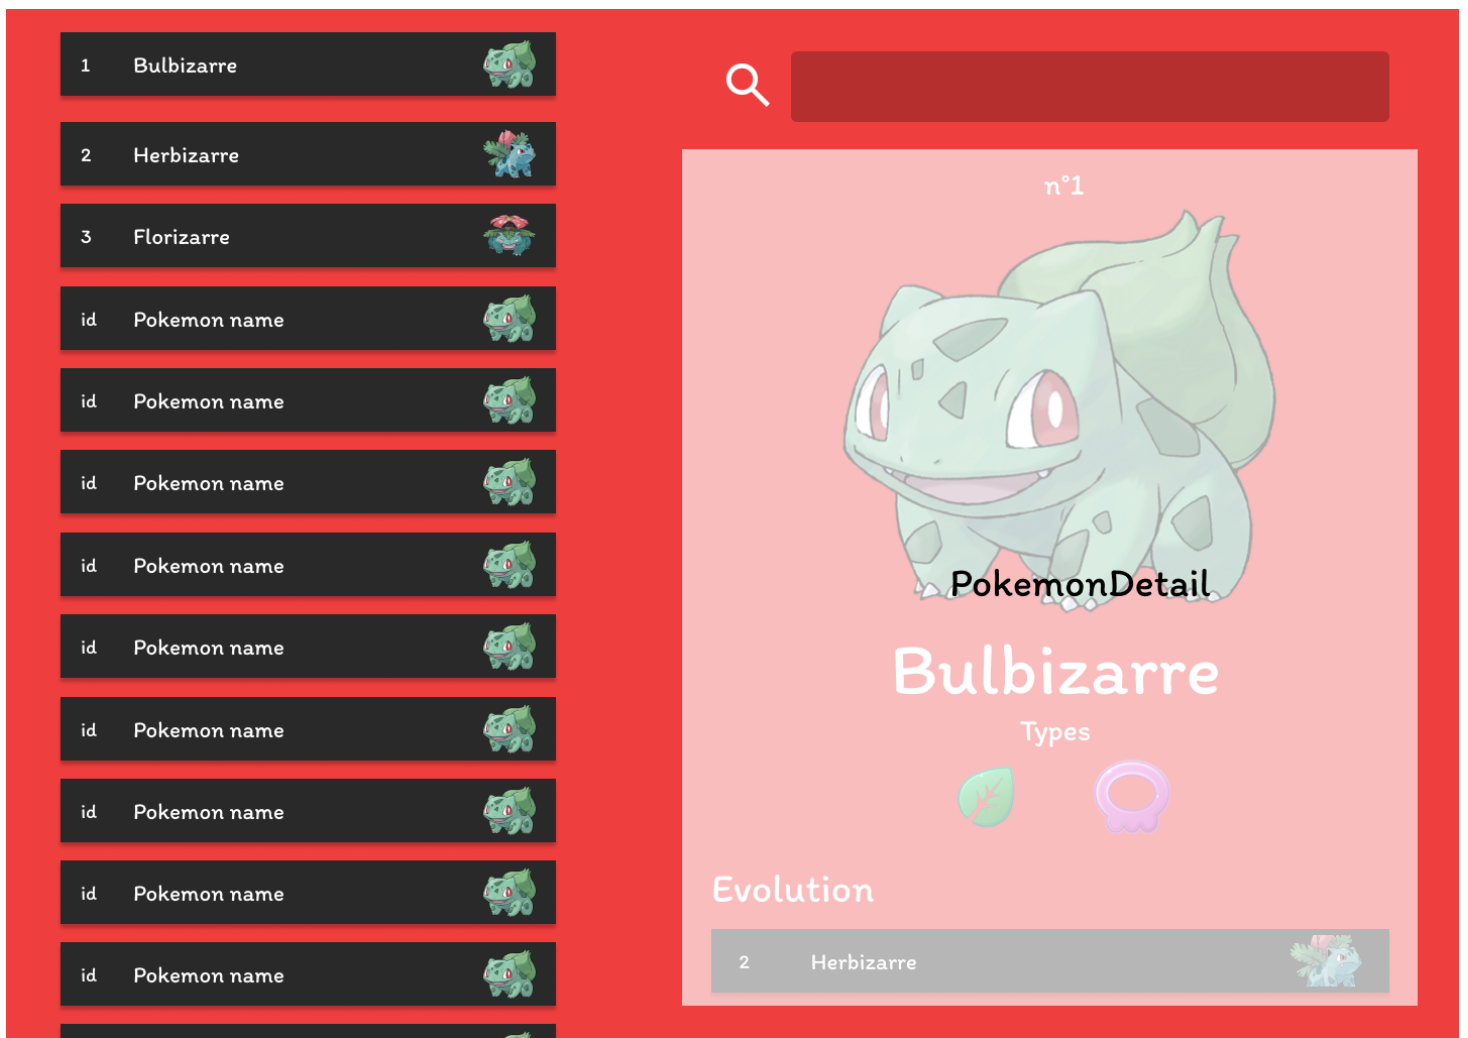 1 Bulbizarre
2 Herbizarre
3 Florizarre
id Pokemon name
id Pokemon name
id Pokemon name
id Pokemon name
id Pokemon name
id Pokemon name
id Pokemon name
id Pokemon name
id Pokemon name
n°1
PokemonDetail
Bulbizarre
Types
Evolution
2 Herbizarre